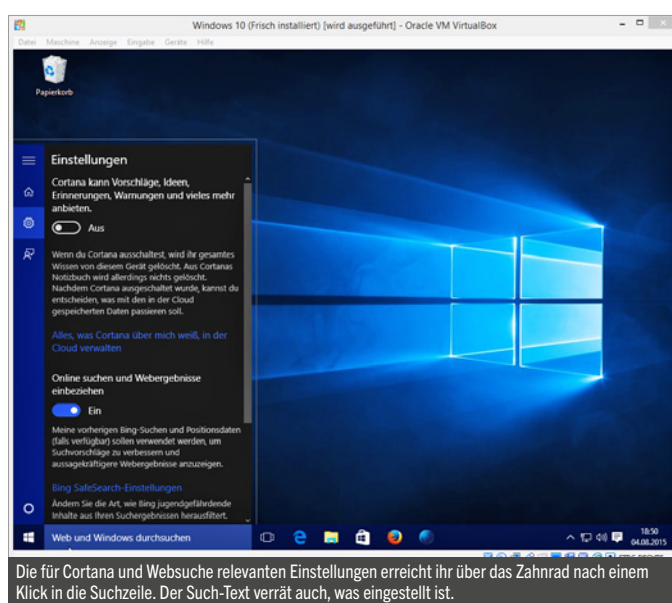 Windows 10 (Frisch installiert) [wird ausgeführt] - Oracle VM VirtualBox
Datei Maschine Anzeige Eingabe Geräte Hilfe
Papierkorb
Einstellungen
Cortana kann Vorschläge, Ideen,
Erinnerungen, Warnungen und vieles mehr
anbieten.
Aus
Wenn du Cortana ausschaltest, wird ihr gesamtes
Wissen von diesem Gerät gelöscht. Aus Cortanas
Notizbuch wird allerdings nichts gelöscht.
Nachdem Cortana ausgeschaltet wurde, kannst du
entscheiden, was mit den in der Cloud
gespeicherten Daten passieren soll.
Alles, was Cortana über mich weiß, in der
Cloud verwalten
Online suchen und Webergebnisse
einbeziehen
Ein
Meine vorherigen Bing-Suchen und Positionsdaten
(falls verfügbar) sollen verwendet werden, um
Suchvorschläge zu verbessern und
aussagekräftigere Webergebnisse anzuzeigen.
Bing SafeSearch-Einstellungen
Ändern Sie die Art, wie Bing jugendgefährdende
Inhalte aus Ihren Suchergebnissen herausfiltert.
Web und Windows durchsuchen
18:50
04.08.2015
Die für Cortana und Websuche relevanten Einstellungen erreicht ihr über das Zahnrad nach einem
Klick in die Suchzeile. Der Such-Text verrät auch, was eingestellt ist.